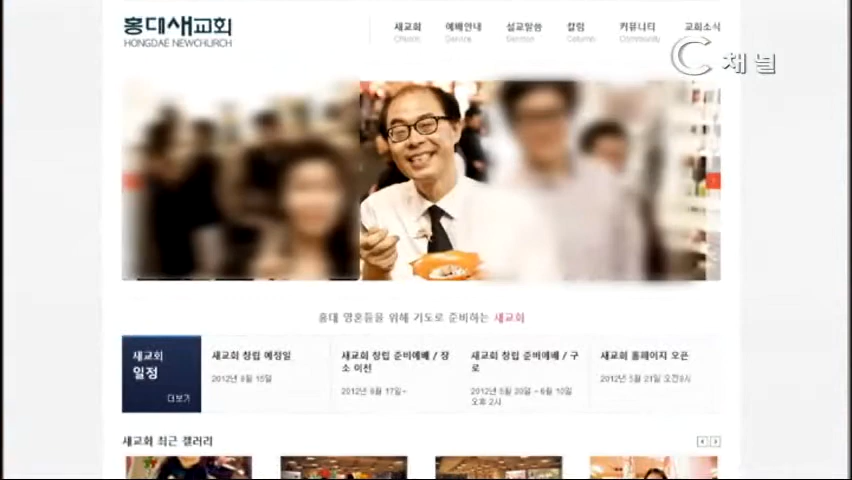 홍대새교회
HONGDAE NEWCHURCH
새교회 예배안내 설교말씀 칼럼 커뮤니티 교회소식
Church Service Sermon Column Community
C채널
홍대 영혼들을 위해 기도로 준비하는 새교회
새교회
일정
더보기
새교회 창립 예정일
2012년 8월 15일
새교회 창립 준비예배 / 장
소 이전
2012년 6월 17일~
새교회 창립 준비예배 / 구
로
2012년 5월 20일 ~ 6월 10일
오후 2시
새교회 홈페이지 오픈
2012년 5월 21일 오전9시
새교회 최근 갤러리